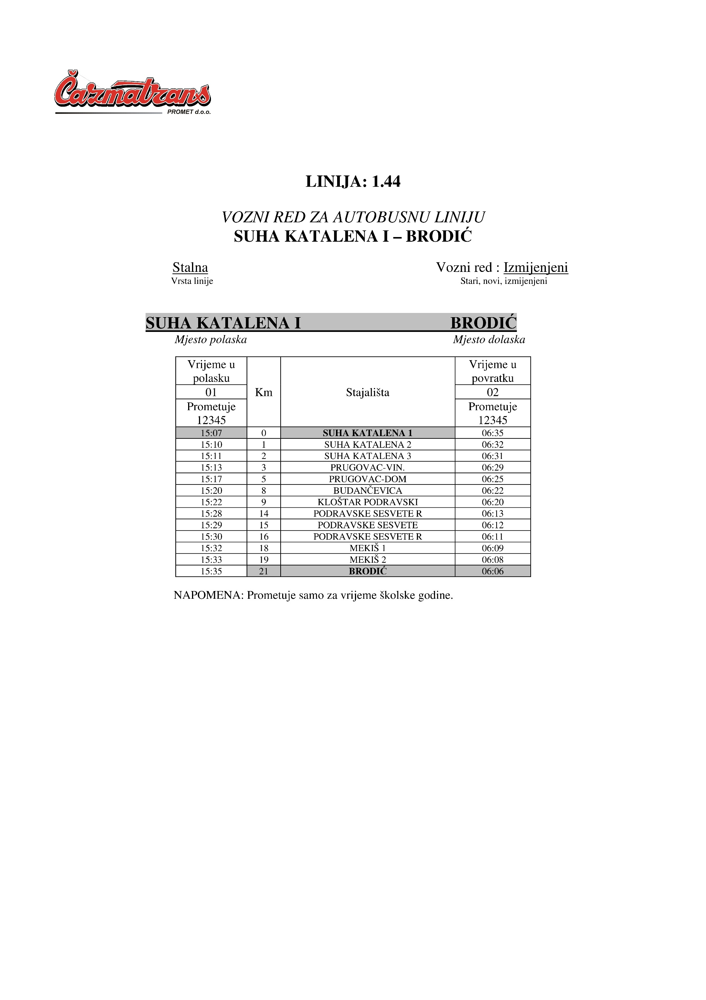 Čazmatrans
PROMET d.o.o.
LINIJA: 1.44
VOZNI RED ZA AUTOBUSNU LINIJU
SUHA KATALENA I – BRODIĆ
Stalna Vozni red : Izmijenjeni
Vrsta linije Stari, novi, izmijenjeni
SUHA KATALENA I BRODIĆ
Mjesto polaska Mjesto dolaska
Vrijeme u polasku Km Stajališta Vrijeme u povratku
01 02
Prometuje 12345 Prometuje 12345
15:07 0 SUHA KATALENA 1 06:35
15:10 1 SUHA KATALENA 2 06:32
15:11 2 SUHA KATALENA 3 06:31
15:13 3 PRUGOVAC-VIN. 06:29
15:17 5 PRUGOVAC-DOM 06:25
15:20 8 BUDANČEVICA 06:22
15:22 9 KLOŠTAR PODRAVSKI 06:20
15:28 14 PODRAVSKE SESVETE R 06:13
15:29 15 PODRAVSKE SESVETE 06:12
15:30 16 PODRAVSKE SESVETE R 06:11
15:32 18 MEKIŠ 1 06:09
15:33 19 MEKIŠ 2 06:08
15:35 21 BRODIĆ 06:06
NAPOMENA: Prometuje samo za vrijeme školske godine.